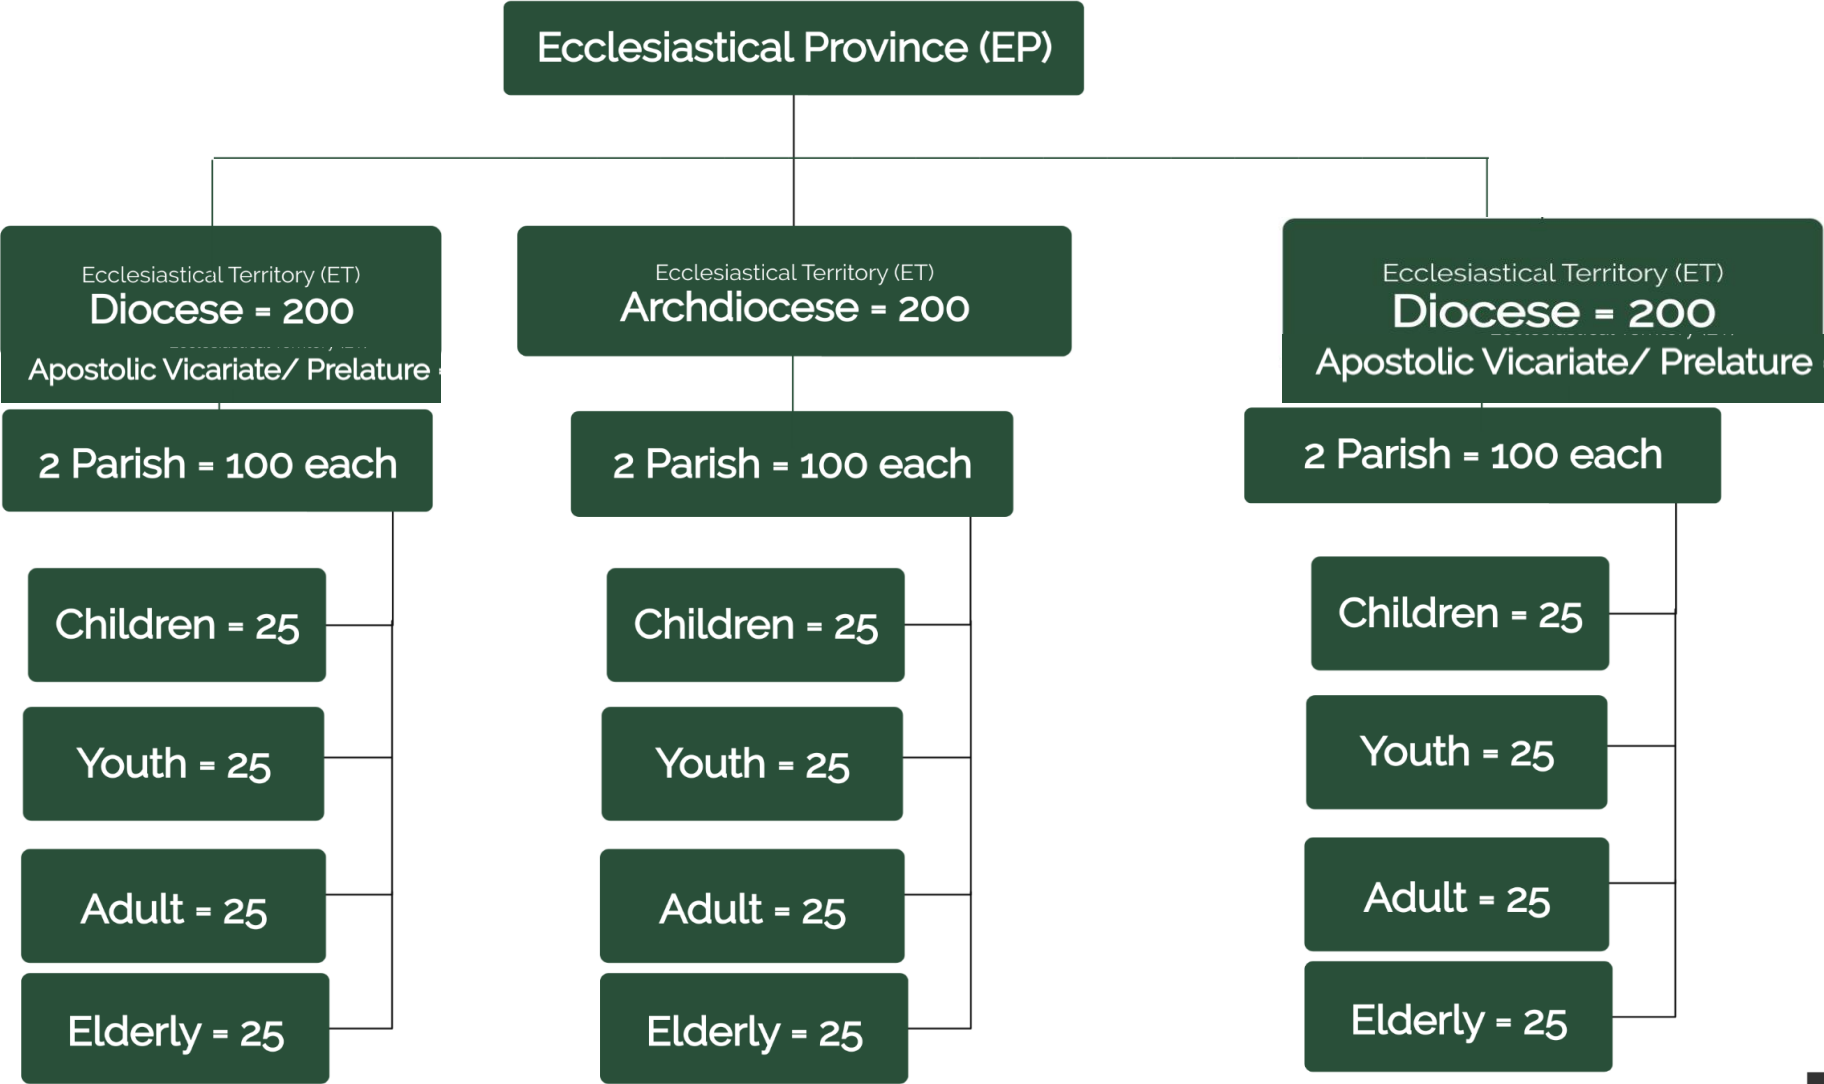 Ecclesiastical Province (EP)
Ecclesiastical Territory (ET)
Diocese = 200
Apostolic Vicariate/ Prelature
2 Parish = 100 each
Children = 25
Youth = 25
Adult = 25
Elderly = 25
Ecclesiastical Territory (ET)
Archdiocese = 200
2 Parish = 100 each
Children = 25
Youth = 25
Adult = 25
Elderly = 25
Ecclesiastical Territory (ET)
Diocese = 200
Apostolic Vicariate/ Prelature
2 Parish = 100 each
Children = 25
Youth = 25
Adult = 25
Elderly = 25